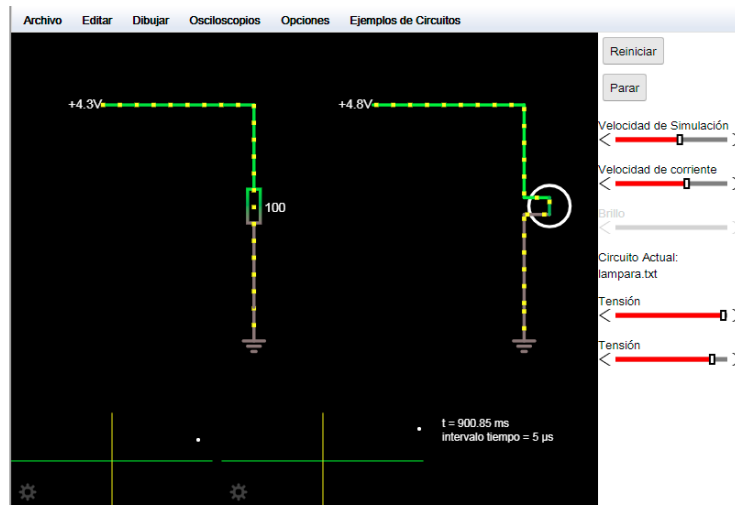 Archivo Editar Dibujar Osciloscopios Opciones Ejemplos de Circuitos
Reiniciar
Parar
+4.3V
+4.8V
Velocidad de Simulación
Velocidad de corriente
100
Brillo
Circuito Actual:
lampara.txt
Tensión
Tensión
t = 900.85 ms
intervalo tiempo = 5 µs